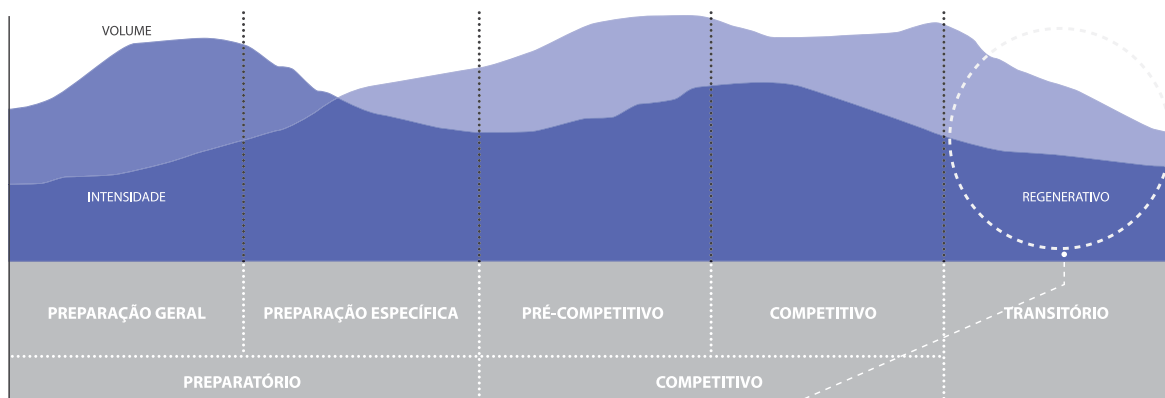 VOLUME
INTENSIDADE
REGENERATIVO
PREPARAÇÃO GERAL
PREPARAÇÃO ESPECÍFICA
PRÉ-COMPETITIVO
COMPETITIVO
TRANSITÓRIO
PREPARATÓRIO
COMPETITIVO